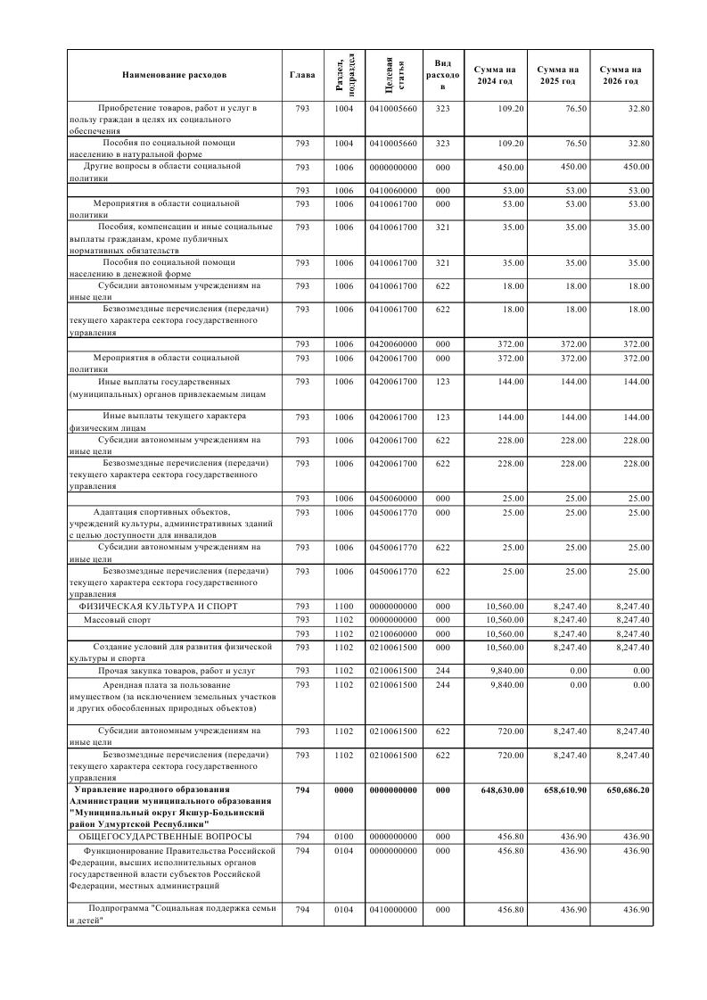 Наименование расходов Глава Раздел, подраздел Целевая статья Вид расходо в Сумма на 2024 год Сумма на 2025 год Сумма на 2026 год
Приобретение товаров, работ и услуг в 793 1004 0410005660 323 109.20 76.50 32.80
пользу граждан в целях их социального
обеспечения
Пособия по социальной помощи 793 1004 0410005660 323 109.20 76.50 32.80
населению в натуральной форме
Другие вопросы в области социальной 793 1006 0000000000 000 450.00 450.00 450.00
политики
793 1006 0410060000 000 53.00 53.00 53.00
Мероприятия в области социальной 793 1006 0410061700 000 53.00 53.00 53.00
политики
Пособия, компенсации и иные социальные 793 1006 0410061700 321 35.00 35.00 35.00
выплаты гражданам, кроме публичных
нормативных обязательств
Пособия по социальной помощи 793 1006 0410061700 321 35.00 35.00 35.00
населению в денежной форме
Субсидии автономным учреждениям на 793 1006 0410061700 622 18.00 18.00 18.00
иные цели
Безвозмездные перечисления (передачи) 793 1006 0410061700 622 18.00 18.00 18.00
текущего характера сектора государственного
управления
793 1006 0420060000 000 372.00 372.00 372.00
Мероприятия в области социальной 793 1006 0420061700 000 372.00 372.00 372.00
политики
Иные выплаты государственных 793 1006 0420061700 123 144.00 144.00 144.00
(муниципальных) органов привлекаемым лицам
Иные выплаты текущего характера 793 1006 0420061700 123 144.00 144.00 144.00
физическим лицам
Субсидии автономным учреждениям на 793 1006 0420061700 622 228.00 228.00 228.00
иные цели
Безвозмездные перечисления (передачи) 793 1006 0420061700 622 228.00 228.00 228.00
текущего характера сектора государственного
управления
793 1006 0450060000 000 25.00 25.00 25.00
Адаптация спортивных объектов, 793 1006 0450061770 000 25.00 25.00 25.00
учреждений культуры, административных зданий
с целью доступности для инвалидов
Субсидии автономным учреждениям на 793 1006 0450061770 622 25.00 25.00 25.00
иные цели
Безвозмездные перечисления (передачи) 793 1006 0450061770 622 25.00 25.00 25.00
текущего характера сектора государственного
управления
ФИЗИЧЕСКАЯ КУЛЬТУРА И СПОРТ 793 1100 0000000000 000 10,560.00 8,247.40 8,247.40
Массовый спорт 793 1102 0000000000 000 10,560.00 8,247.40 8,247.40
793 1102 0210060000 000 10,560.00 8,247.40 8,247.40
Создание условий для развития физической 793 1102 0210061500 000 10,560.00 8,247.40 8,247.40
культуры и спорта
Прочая закупка товаров, работ и услуг 793 1102 0210061500 244 9,840.00 0.00 0.00
Арендная плата за пользование 793 1102 0210061500 244 9,840.00 0.00 0.00
имуществом (за исключением земельных участков
и других обособленных природных объектов)
Субсидии автономным учреждениям на 793 1102 0210061500 622 720.00 8,247.40 8,247.40
иные цели
Безвозмездные перечисления (передачи) 793 1102 0210061500 622 720.00 8,247.40 8,247.40
текущего характера сектора государственного
управления
Управление народного образования 794 0000 0000000000 000 648,630.00 658,610.90 650,686.20
Администрации муниципального образования
"Муниципальный округ Якшур-Бодьинский
район Удмуртской Республики"
ОБЩЕГОСУДАРСТВЕННЫЕ ВОПРОСЫ 794 0100 0000000000 000 456.80 436.90 436.90
Функционирование Правительства Российской 794 0104 0000000000 000 456.80 436.90 436.90
Федерации, высших исполнительных органов
государственной власти субъектов Российской
Федерации, местных администраций
Подпрограмма "Социальная поддержка семьи 794 0104 0410000000 000 456.80 436.90 436.90
и детей"